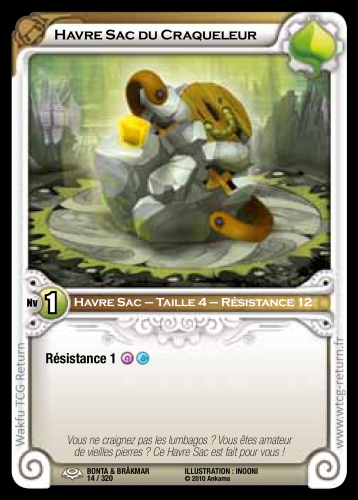 Havre Sac du Craqueleur
Nv 1
Havre Sac – Taille 4 – Résistance 12
Résistance 1
Vous ne craignez pas les lumbagos ? Vous êtes amateur
de vieilles pierres ? Ce Havre Sac est fait pour vous !
BONTA & BRÂKMAR
14 / 320
ILLUSTRATION : INOONI
© 2010 Ankama
Wakfu TCG Return
www.wtcg-return.fr